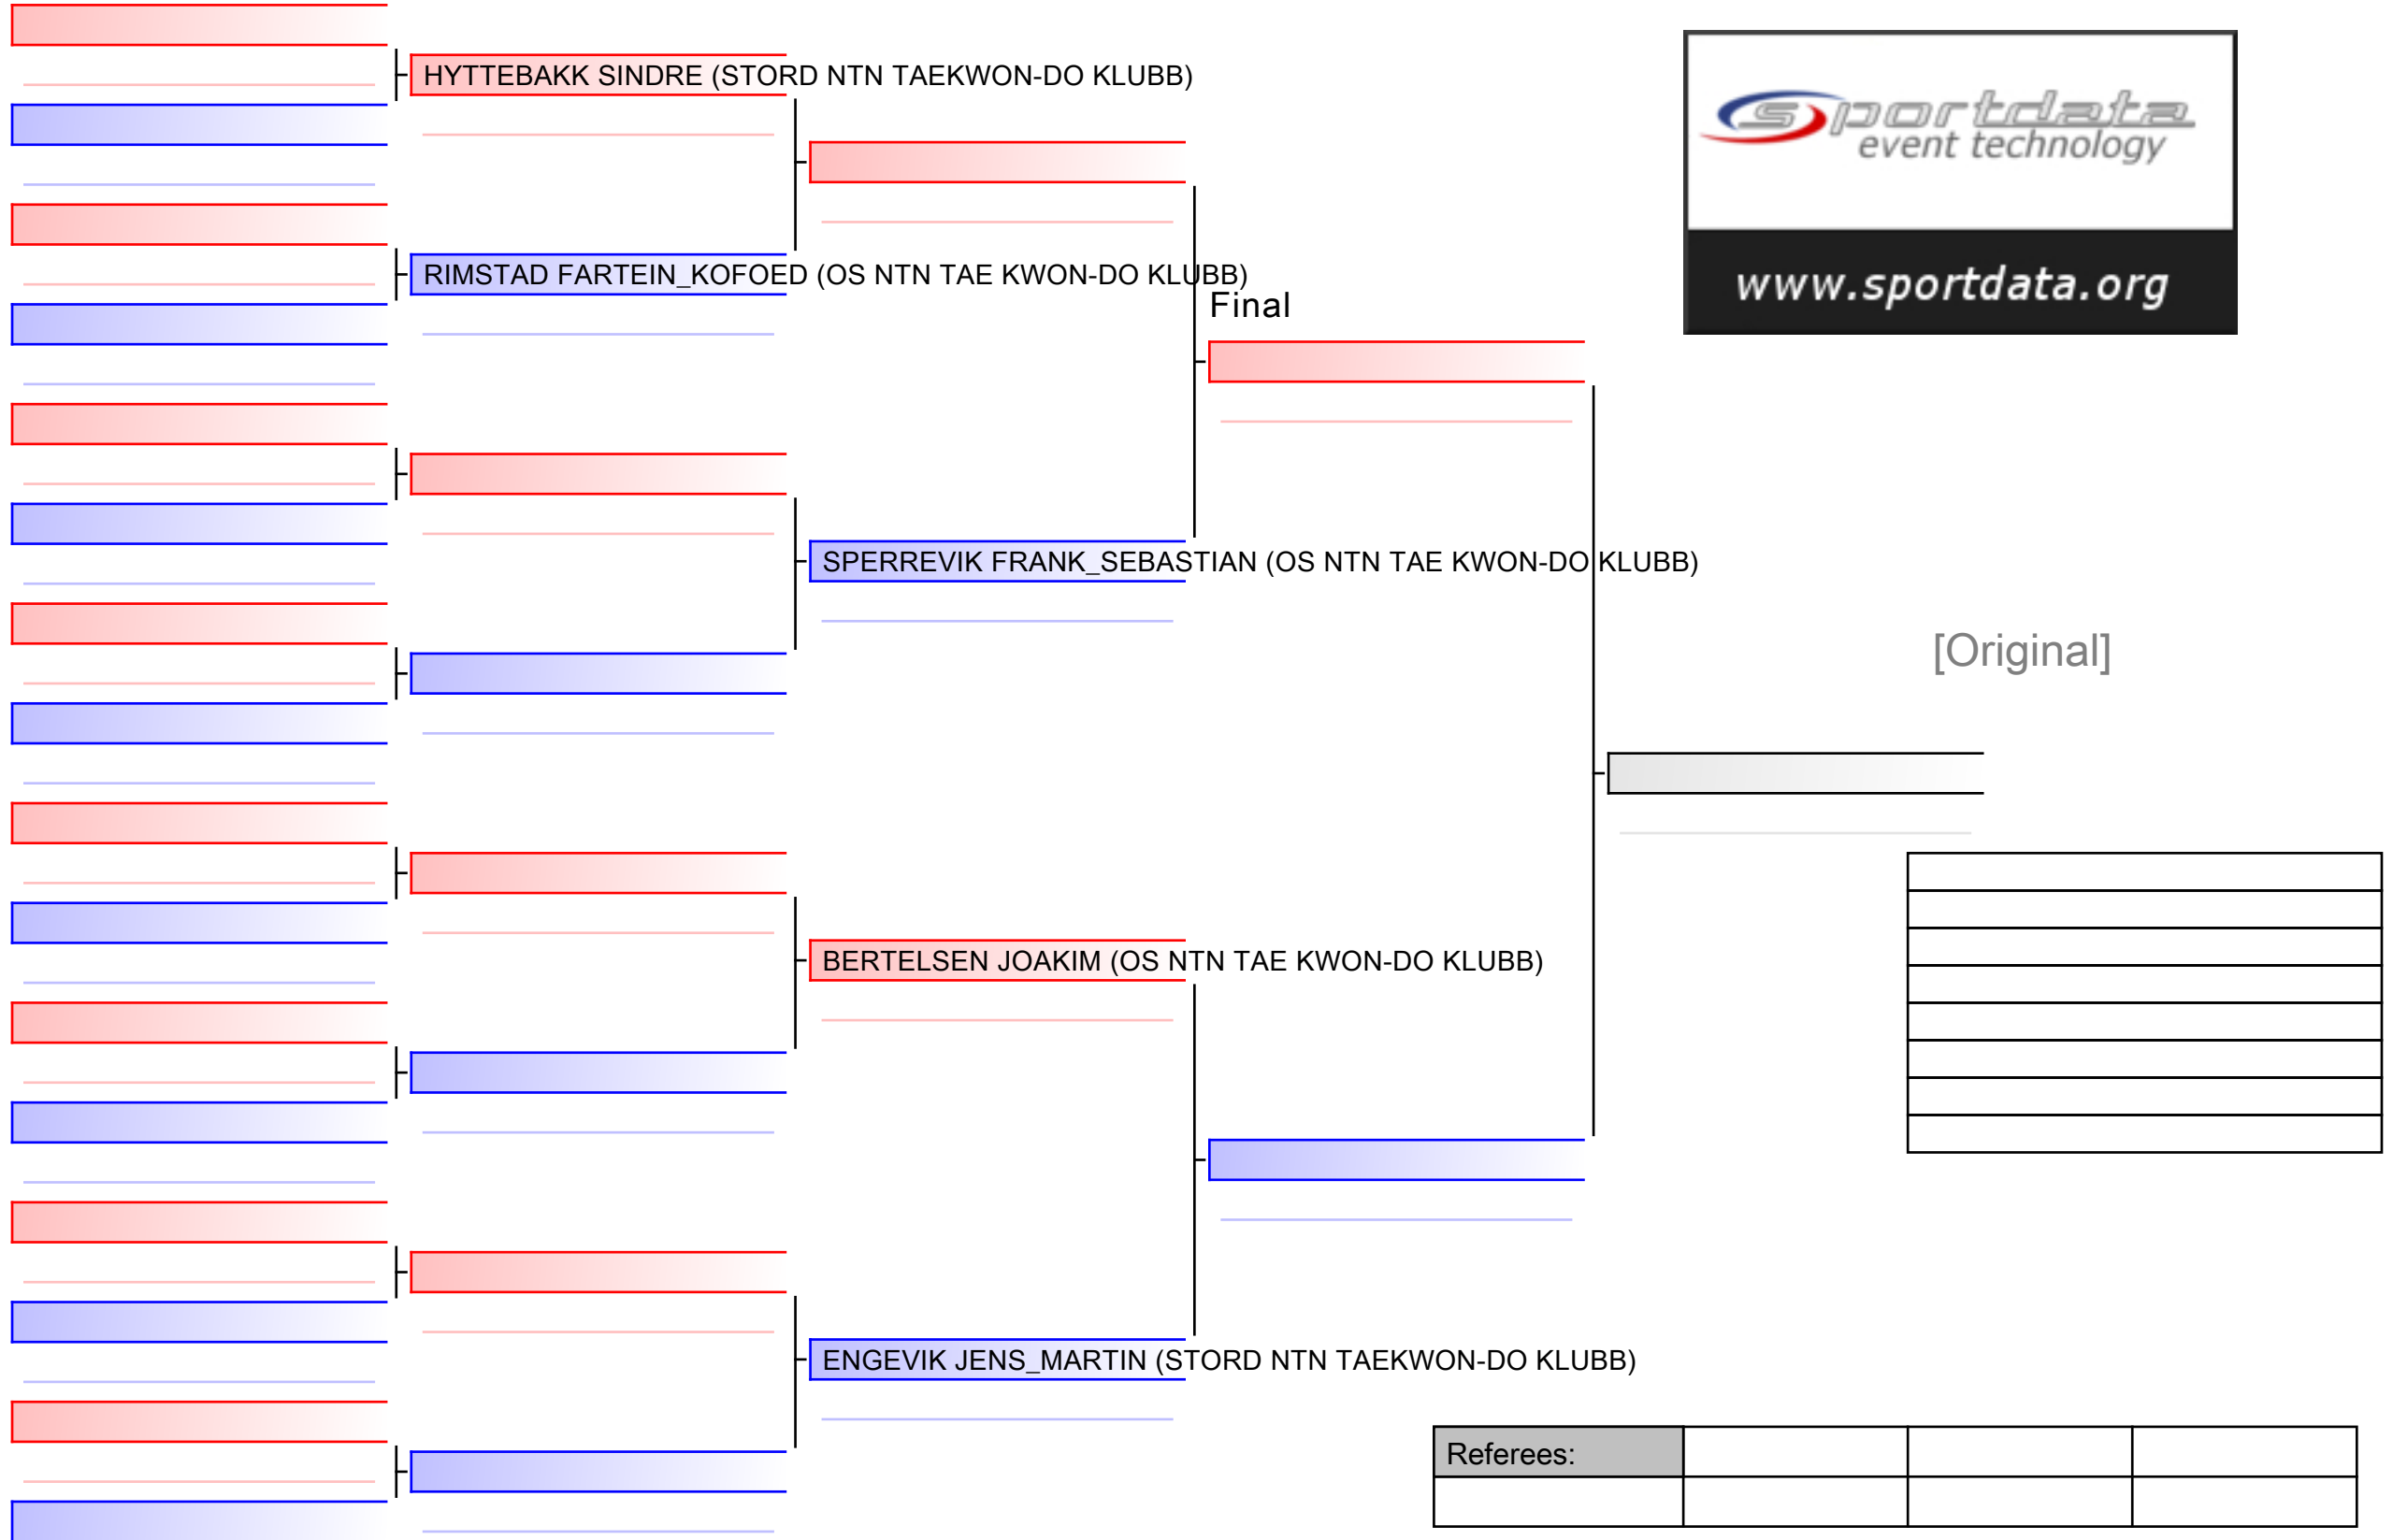 HYTTEBAKK SINDRE (STORD NTN TAEKWON-DO KLUBB)
sportdata
event technology
RIMSTAD FARTEIN_KOFOED (OS NTN TAE KWON-DO KLUBB)
www.sportdata.org
Final
SPERREVIK FRANK_SEBASTIAN (OS NTN TAE KWON-DO KLUBB)
[Original]
BERTELSEN JOAKIM (OS NTN TAE KWON-DO KLUBB)
ENGEVIK JENS_MARTIN (STORD NTN TAEKWON-DO KLUBB)
Referees: